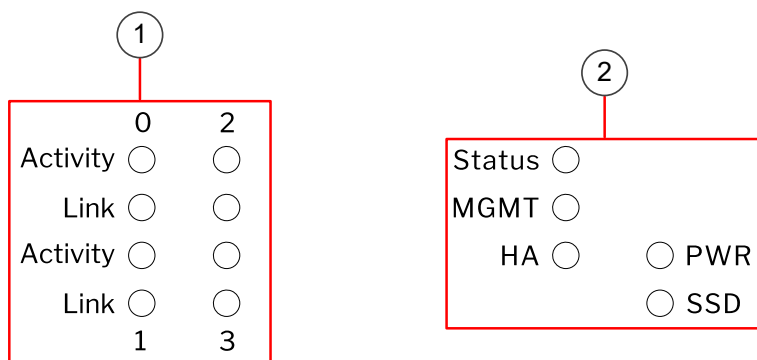 1
0 2
Activity
Link
Activity
Link
1 3
2
Status
MGMT
HA PWR
SSD